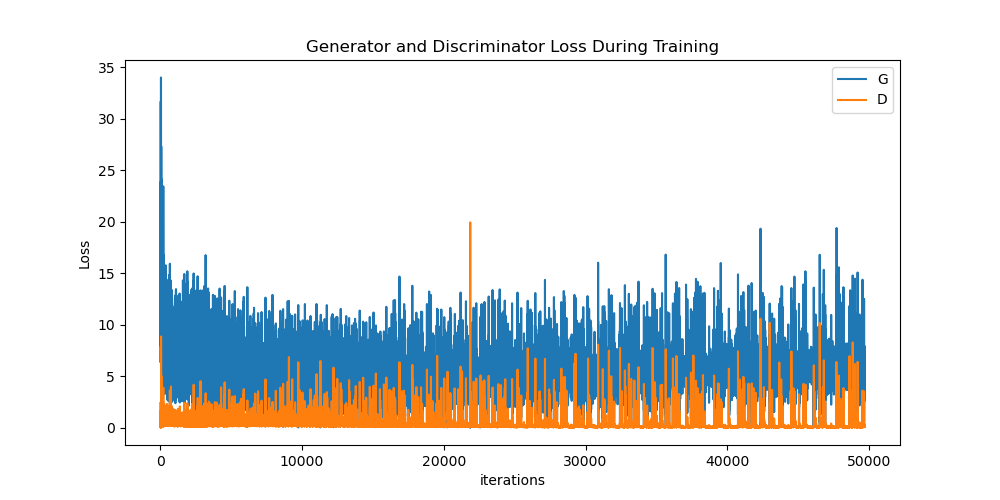 Generator and Discriminator Loss During Training
G
D
35
30
25
20
15
10
5
0
Loss
0 10000 20000 30000 40000 50000
iterations